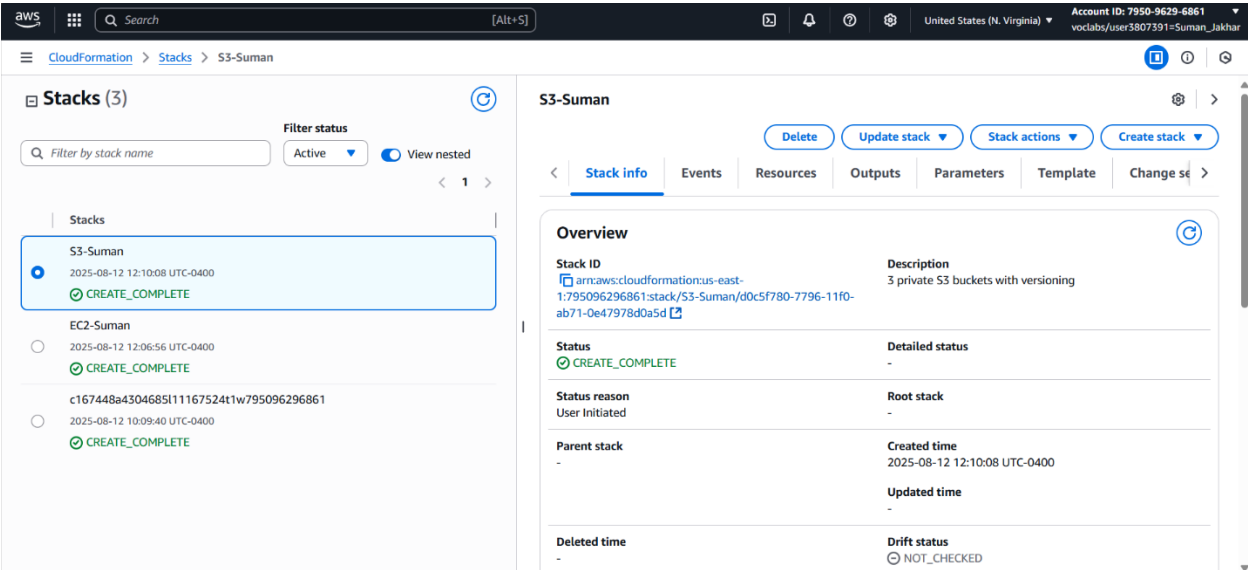 aws
Search [Alt+S]
United States (N. Virginia)
Account ID: 7950-9629-6861
voclabs/user3807391=Suman_Jakhar
CloudFormation > Stacks > S3-Suman
Stacks (3)
Filter status
Filter by stack name
Active
View nested
< 1 >
Stacks
S3-Suman
2025-08-12 12:10:08 UTC-0400
CREATE_COMPLETE
EC2-Suman
2025-08-12 12:06:56 UTC-0400
CREATE_COMPLETE
c167448a4304685l11167524t1w795096296861
2025-08-12 10:09:40 UTC-0400
CREATE_COMPLETE
S3-Suman
Delete
Update stack
Stack actions
Create stack
Stack info
Events
Resources
Outputs
Parameters
Template
Change se
Overview
Stack ID
arn:aws:cloudformation:us-east-
1:795096296861:stack/S3-Suman/d0c5f780-7796-11f0-
ab71-0e47978d0a5d
Description
3 private S3 buckets with versioning
Status
CREATE_COMPLETE
Detailed status
-
Status reason
User Initiated
Root stack
-
Parent stack
-
Created time
2025-08-12 12:10:08 UTC-0400
Updated time
-
Deleted time
-
Drift status
NOT_CHECKED